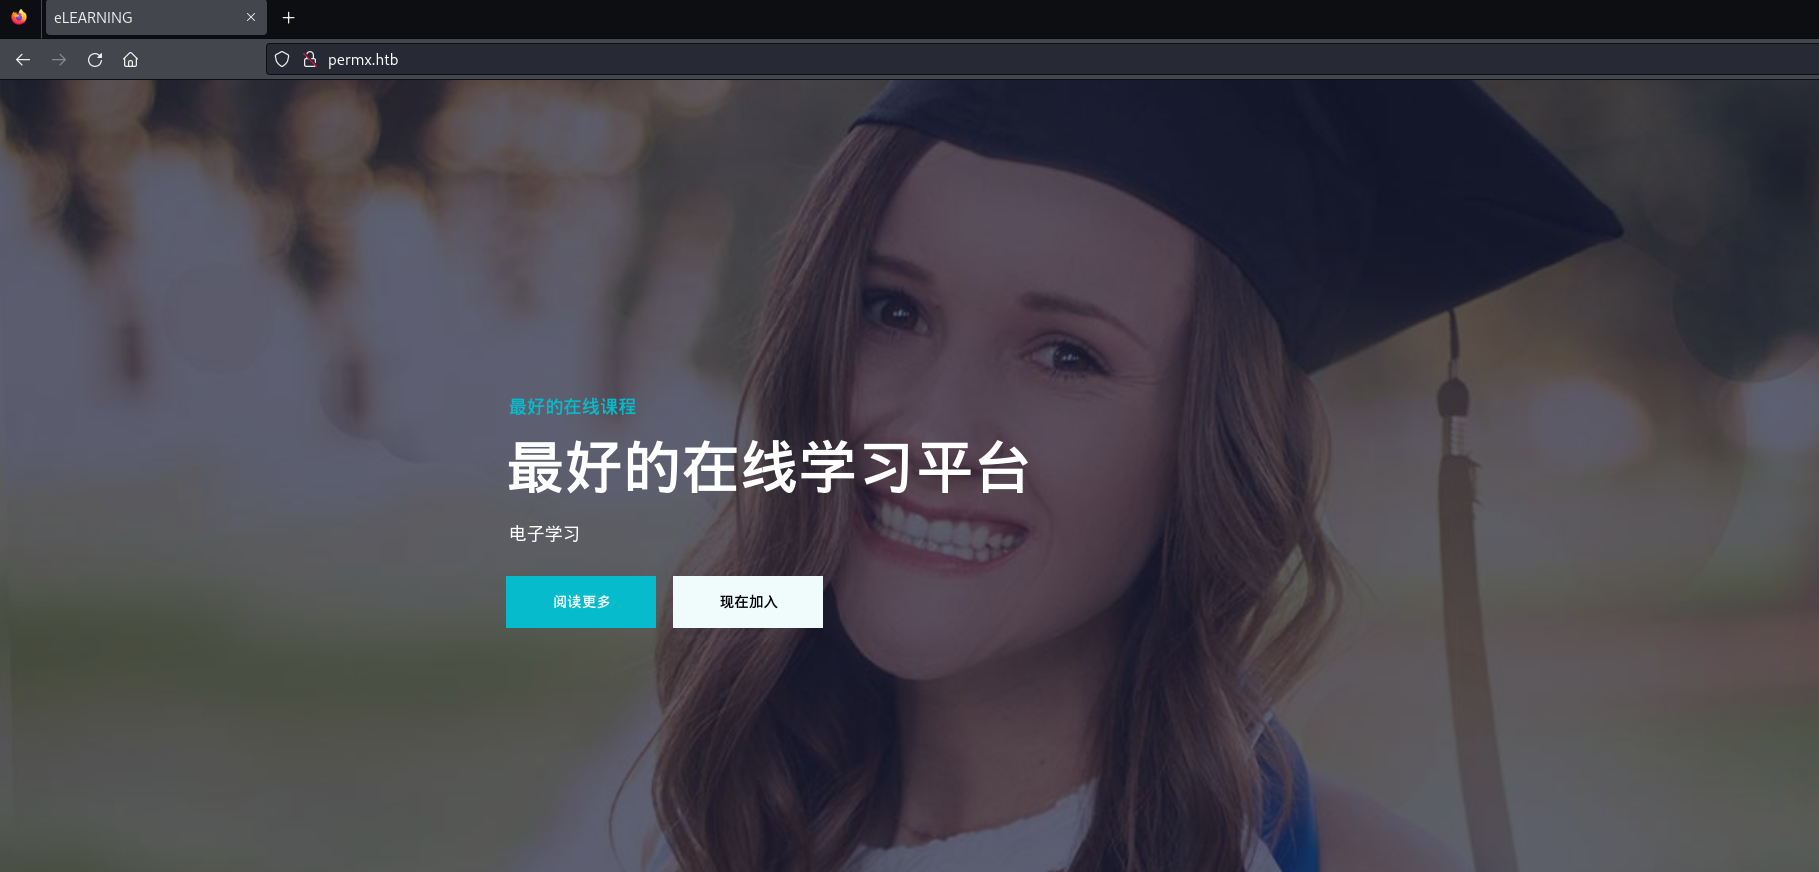 eLEARNING
permx.htb
最好的在线课程
最好的在线学习平台
电子学习
阅读更多
现在加入